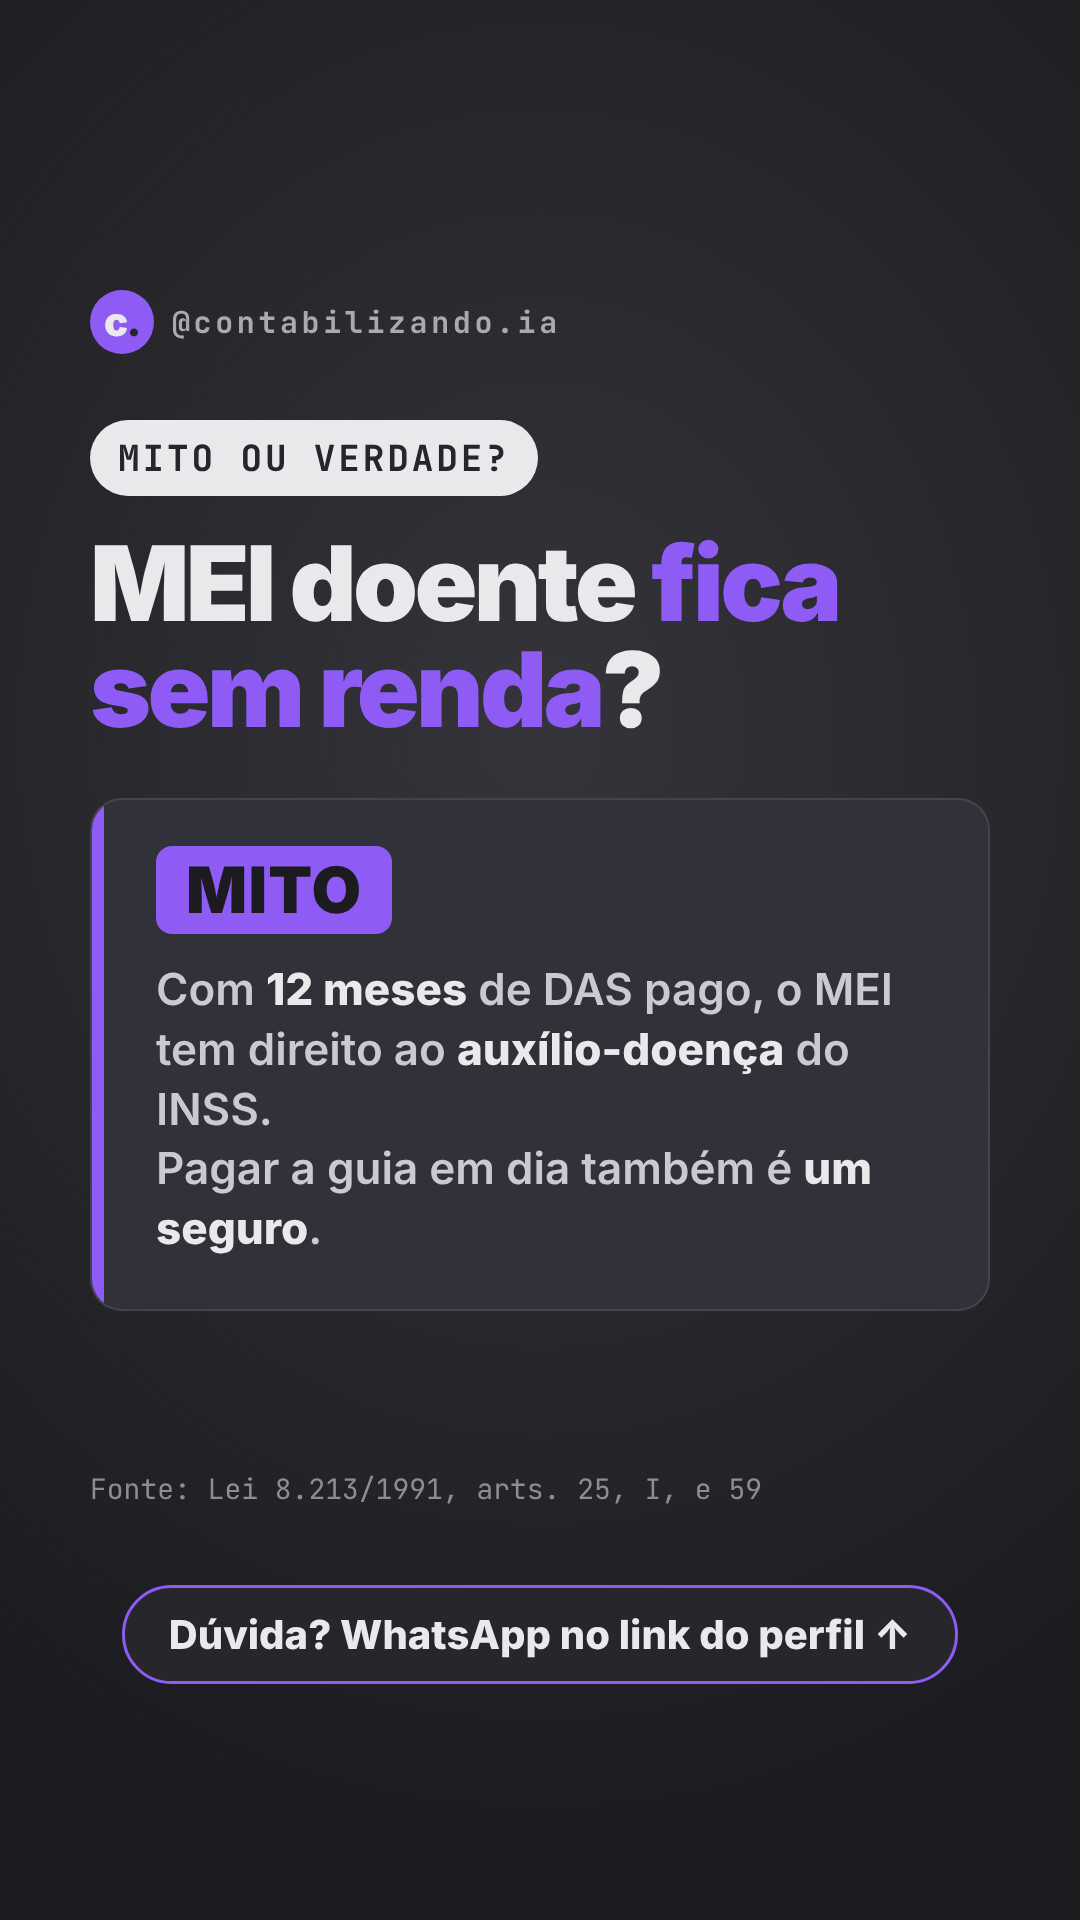 c. @contabilizando.ia
MITO OU VERDADE?
MEI doente fica
sem renda?
MITO
Com 12 meses de DAS pago, o MEI
tem direito ao auxílio-doença do
INSS.
Pagar a guia em dia também é um
seguro.
Fonte: Lei 8.213/1991, arts. 25, I, e 59
Dúvida? WhatsApp no link do perfil ↑